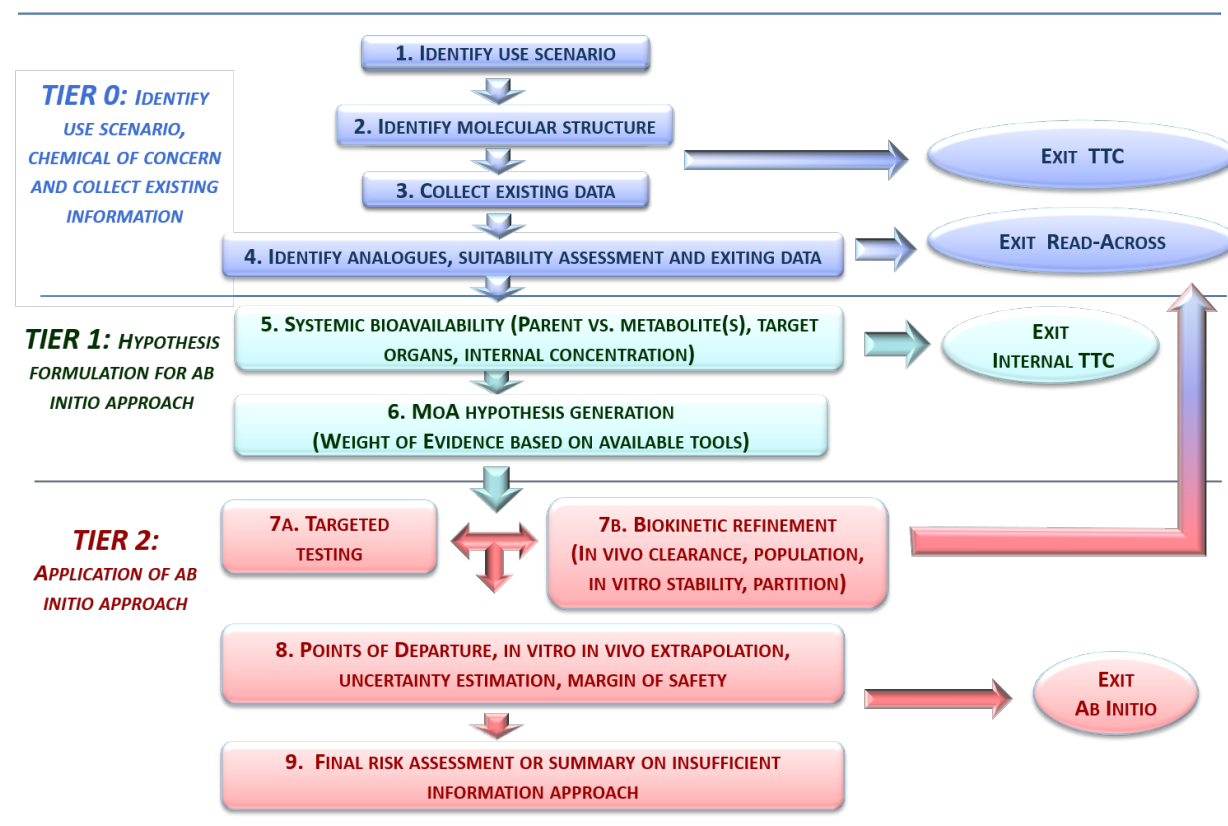 1. Identify use scenario
TIER 0: Identify
use scenario,
chemical of concern
and collect existing
information
2. Identify molecular structure
Exit TTC
3. Collect existing data
4. Identify analogues, suitability assessment and exiting data
Exit Read-Across
TIER 1: Hypothesis
formulation for ab
initio approach
5. Systemic bioavailability (Parent vs. metabolite(s), target
organs, internal concentration)
Exit
Internal TTC
6. MoA hypothesis generation
(Weight of Evidence based on available tools)
TIER 2:
Application of ab
initio approach
7a. Targeted
testing
7b. Biokinetic refinement
(In vivo clearance, population,
in vitro stability, partition)
8. Points of Departure, in vitro in vivo extrapolation,
uncertainty estimation, margin of safety
Exit
Ab Initio
9. Final risk assessment or summary on insufficient
information approach